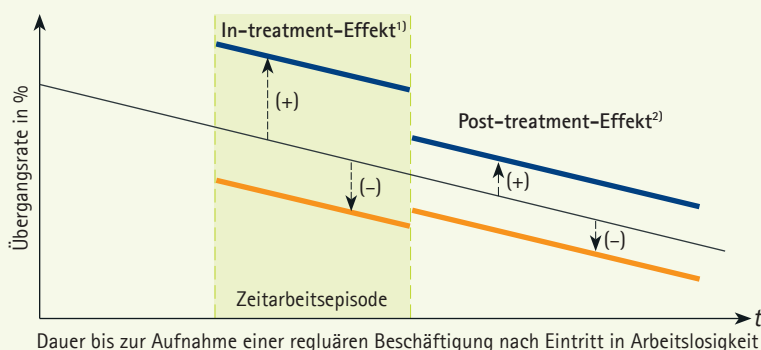 In-treatment-Effekt¹⁾
(+)
Post-treatment-Effekt²⁾
(+)
(–)
(–)
Übergangsrate in %
Zeitarbeitsepisode
t
Dauer bis zur Aufnahme einer regluären Beschäftigung nach Eintritt in Arbeitslosigkeit